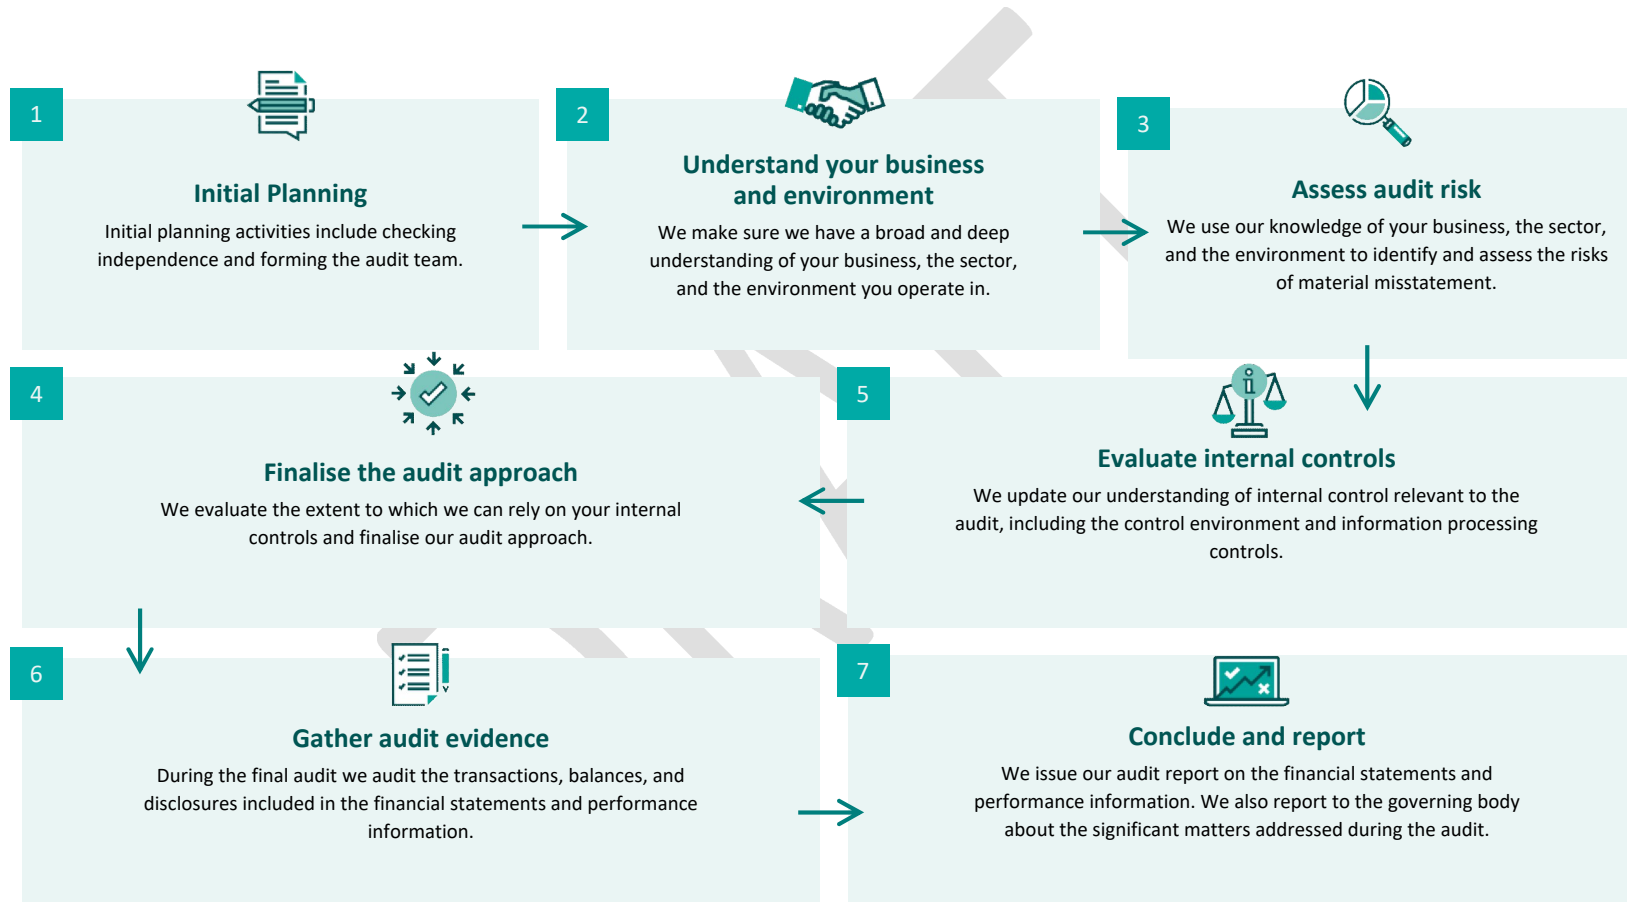 1
Initial Planning
Initial planning activities include checking
independence and forming the audit team.
2
Understand your business
and environment
We make sure we have a broad and deep
understanding of your business, the sector,
and the environment you operate in.
3
Assess audit risk
We use our knowledge of your business, the sector,
and the environment to identify and assess the risks
of material misstatement.
4
Finalise the audit approach
We evaluate the extent to which we can rely on your internal
controls and finalise our audit approach.
5
Evaluate internal controls
We update our understanding of internal control relevant to the
audit, including the control environment and information processing
controls.
6
Gather audit evidence
During the final audit we audit the transactions, balances, and
disclosures included in the financial statements and performance
information.
7
Conclude and report
We issue our audit report on the financial statements and
performance information. We also report to the governing body
about the significant matters addressed during the audit.